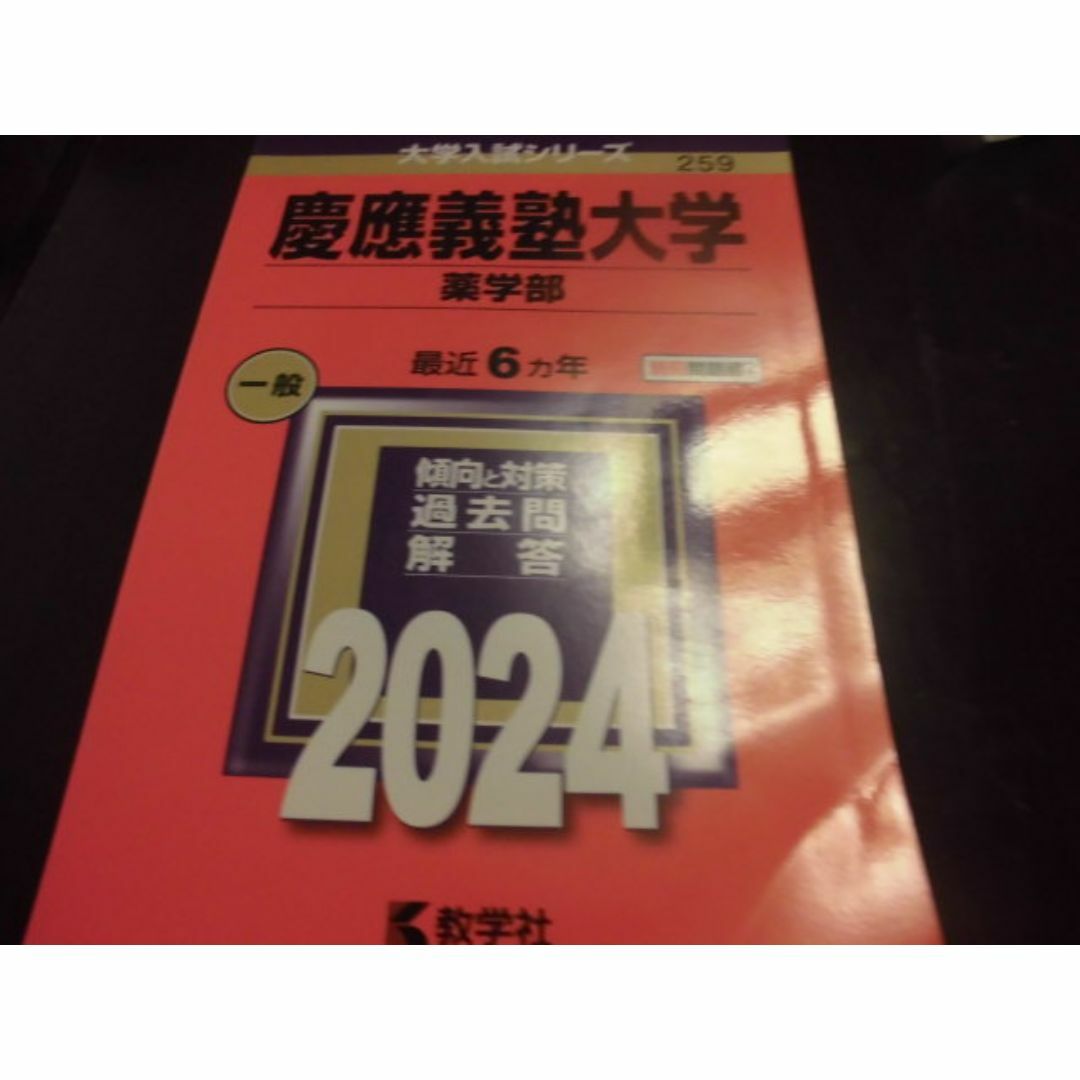 大学入試シリーズ
259
慶應義塾大学
薬学部
最近6カ年
一般
傾向と対策
過去問
解答
2024
教学社